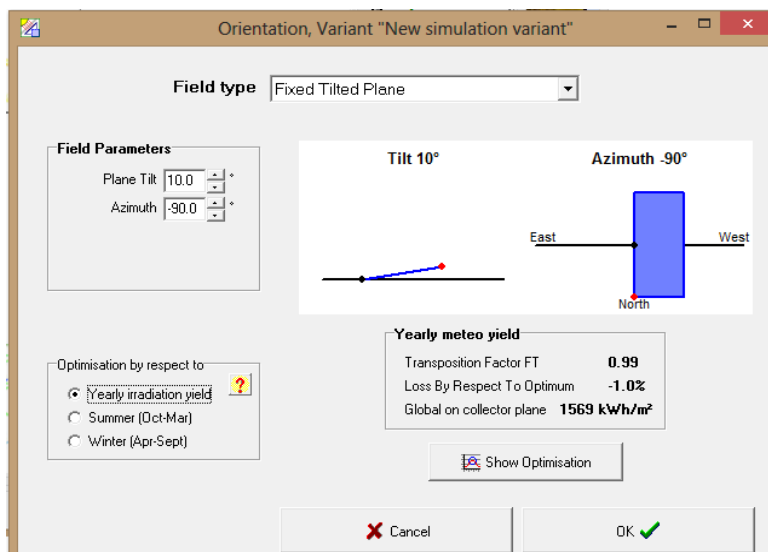 Orientation, Variant "New simulation variant"
Field type Fixed Tilted Plane
Field Parameters
Plane Tilt 10.0 °
Azimuth -90.0 °
Tilt 10° Azimuth -90°
East West
North
Yearly meteo yield
Transposition Factor FT 0.99
Loss By Respect To Optimum -1.0%
Global on collector plane 1569 kWh/m²
Optimisation by respect to
Yearly irradiation yield ?
Summer (Oct-Mar)
Winter (Apr-Sept)
Show Optimisation
Cancel OK